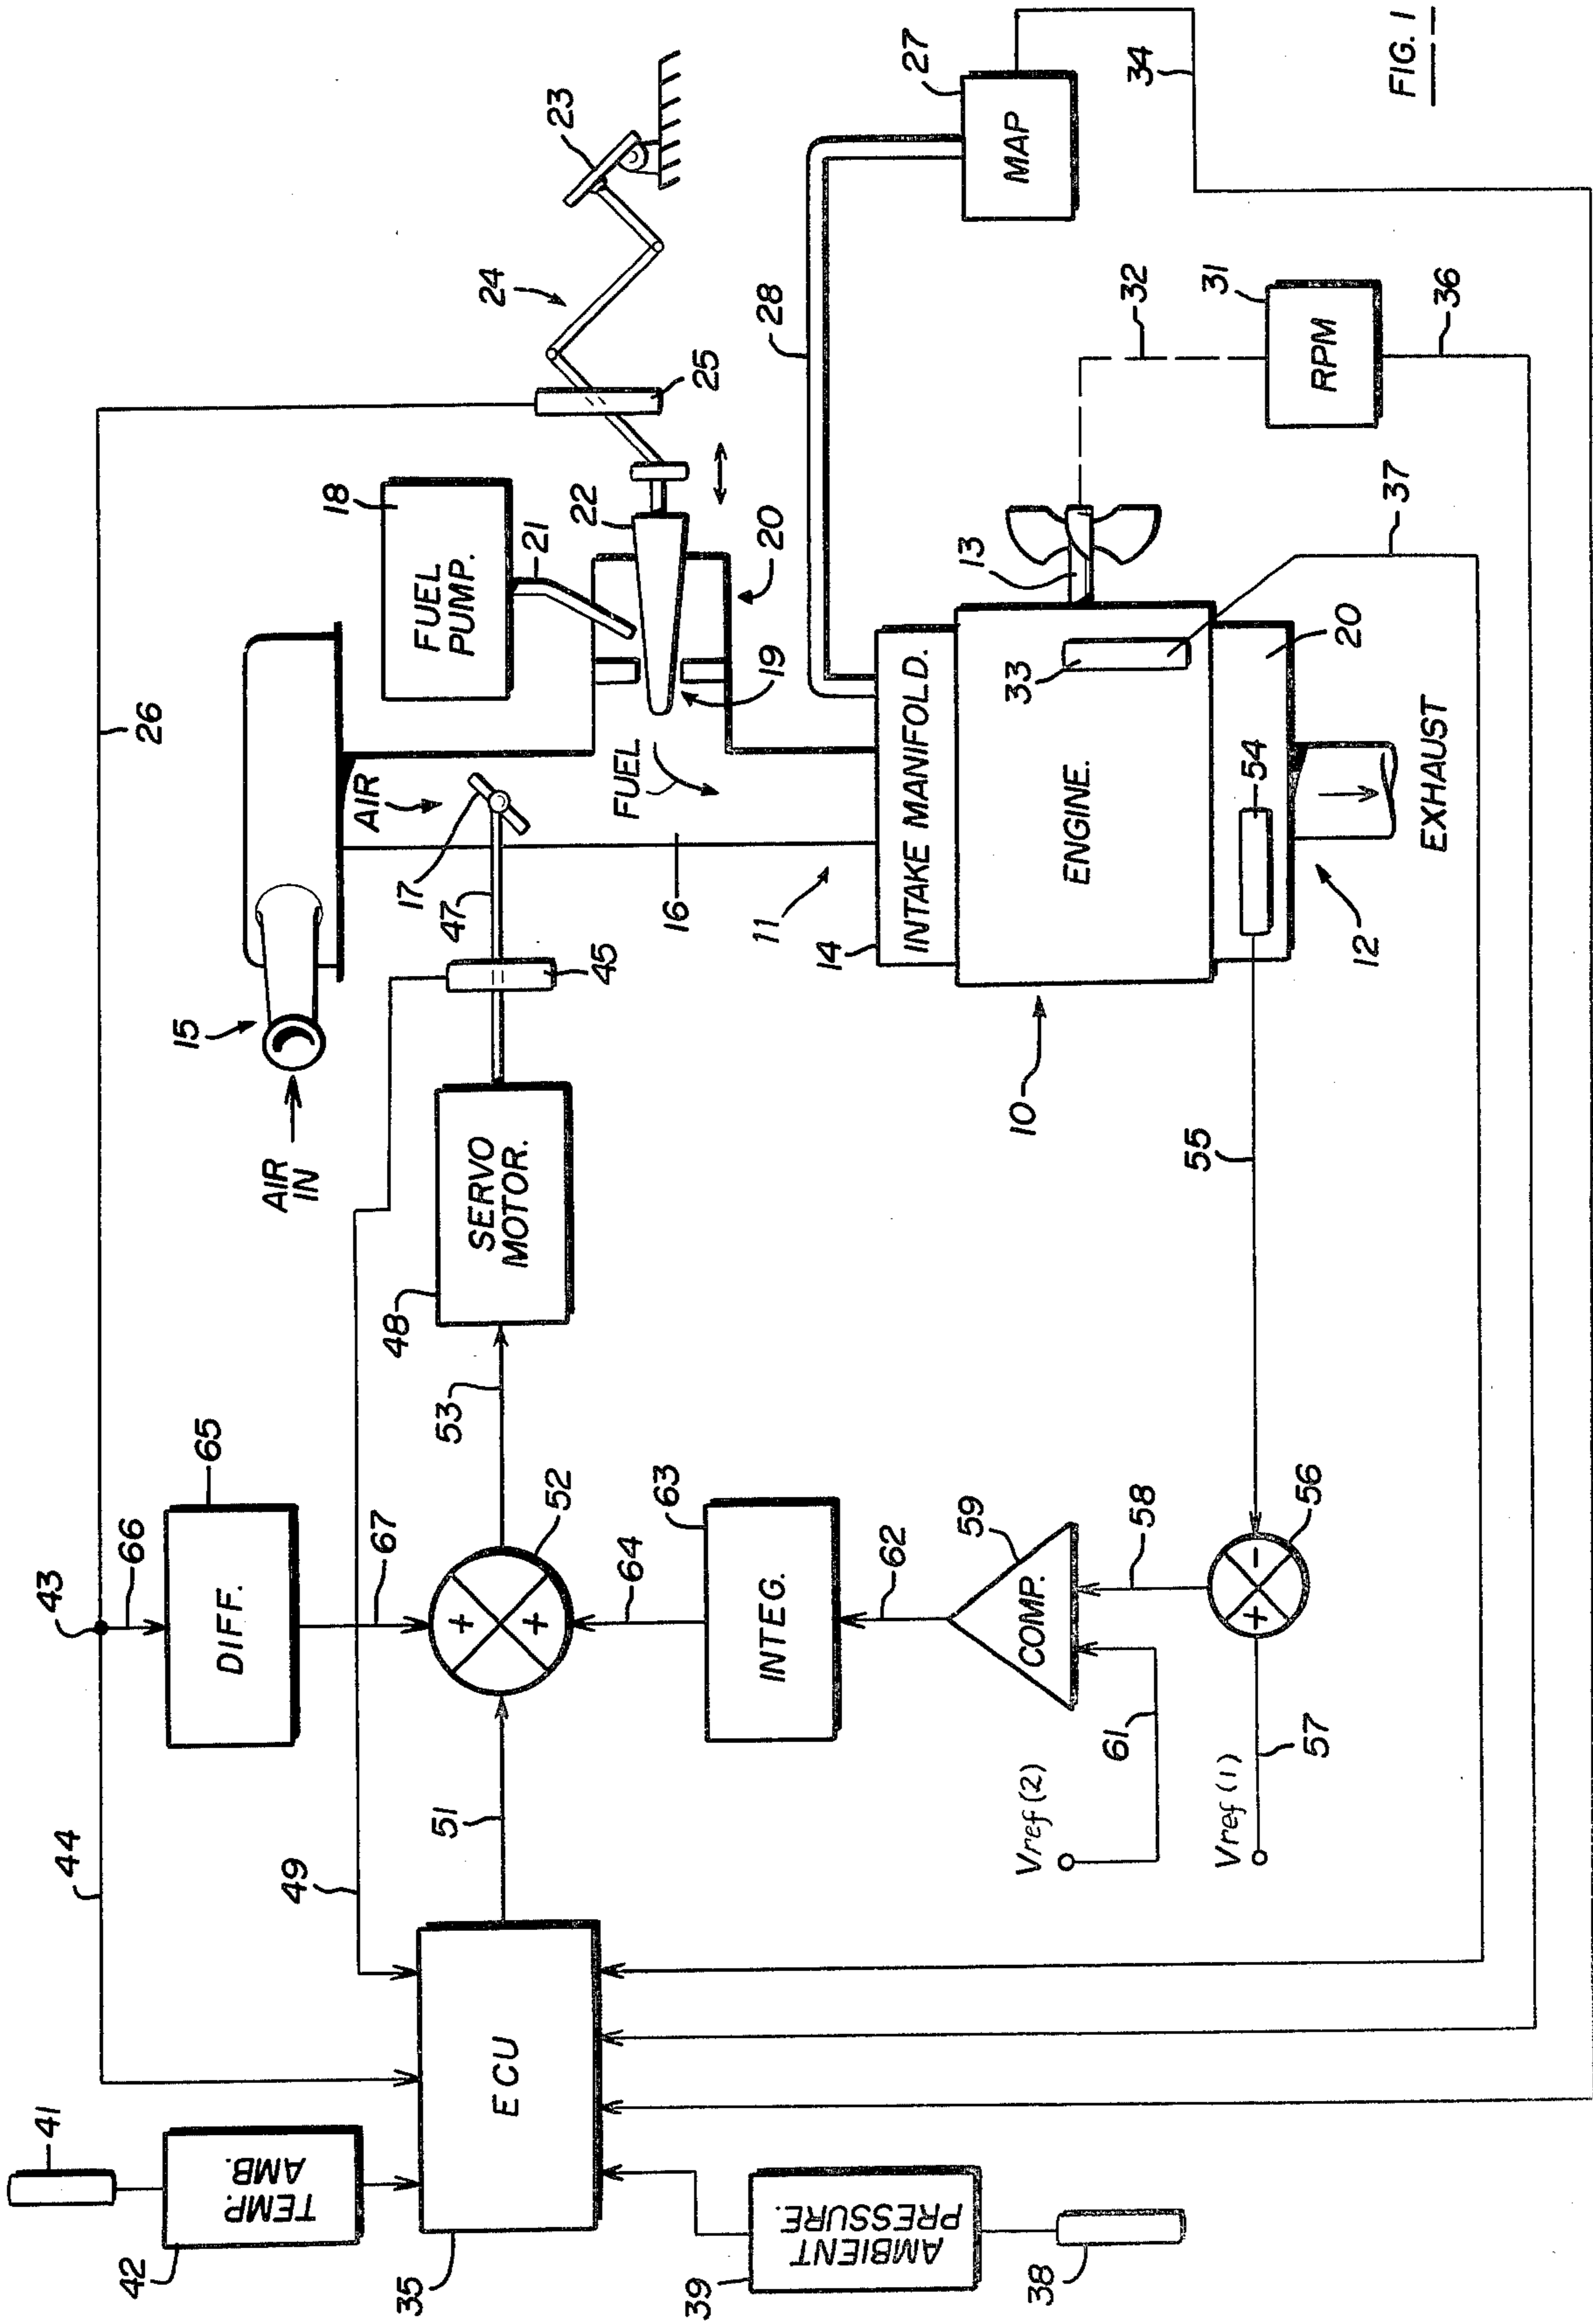 41
42
TEMP.
AMB.
44
43
66
65
DIFF.
67
26
15
AIR
IN
AIR
18
FUEL
PUMP.
21
22
24
23
25
17
47
45
SERVO
MOTOR.
48
53
52
+
+
51
49
35
ECU
39
AMBIENT
PRESSURE.
38
64
63
INTEG.
62
59
COMP.
58
61
Vref (2)
56
+
-
57
Vref (1)
55
16
FUEL
19
20
11
14
INTAKE MANIFOLD.
28
27
MAP
34
10
ENGINE.
33
13
32
31
RPM
36
37
20
54
12
EXHAUST
FIG. 1